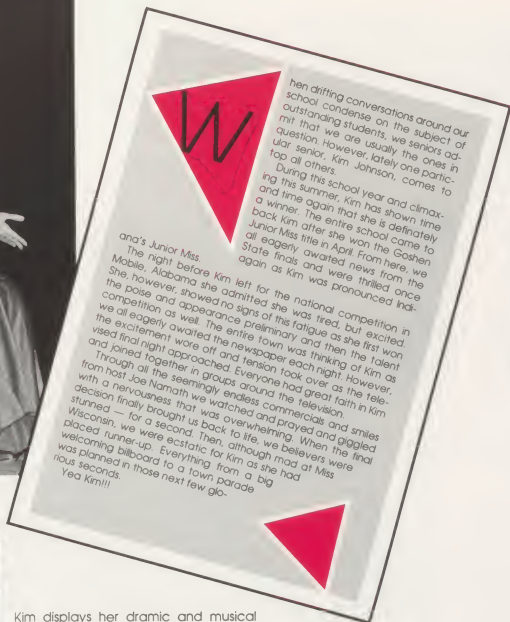 When drifting conversations around our
school condense on the subject of
outstanding students, we seniors ad-
mit that we are usually the ones in
question. However, lately one partic-
ular senior, Kim Johnson, comes to
top all others.
During this school year and climax-
ing this summer, Kim has shown time
and time again that she is definately
a winner. The entire school came to
back Kim after she won the Goshen
Junior Miss title in April. From here, we
all eagerly awaited news from the
State finals and were thrilled once
again as Kim was pronounced Indi-
ana's Junior Miss.
The night before Kim left for the national competition in
Mobile, Alabama she admitted she was tired, but excited.
She, however, showed no signs of this fatigue as she first won
the poise and appearance preliminary and then the talent
competition as well. The entire town was thinking of Kim as
we all eagerly awaited the newspaper each night. However,
the excitement wore off and tension took over as the tele-
vised final night approached. Everyone had great faith in Kim
and joined together in groups around the television.
Through all the seemingly endless commercials and smiles
from host Joe Namath we watched and prayed and giggled
with a nervousness that was overwhelming. When the final
decision finally brought us back to life, we believers were
stunned — for a second. Then, although mad at Miss
Wisconsin, we were ecstatic for Kim as she had
placed runner-up. Everything from a big
welcoming billboard to a town parade
was planned in those next few glo-
rious seconds.
Yea Kim!!!
Kim displays her dramic and musical